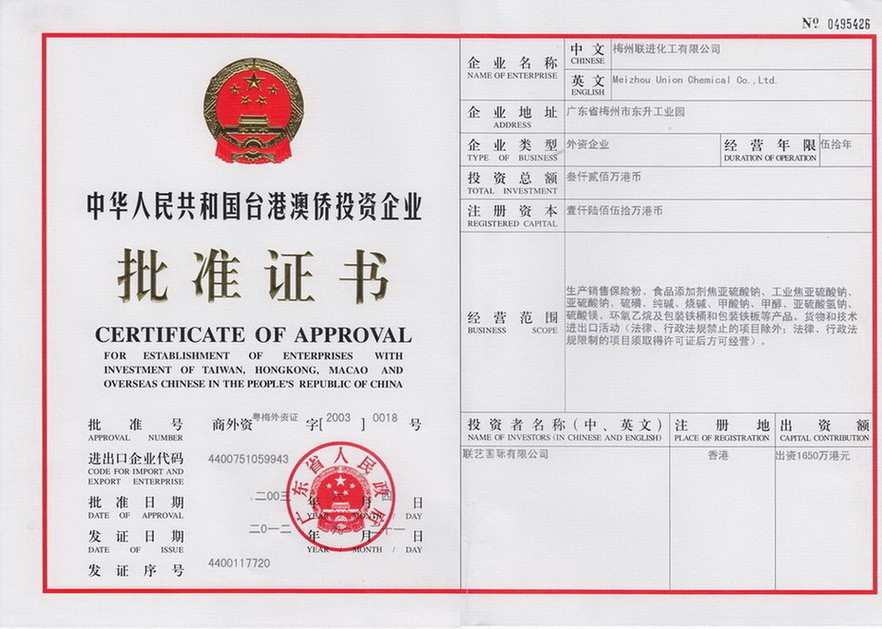 Nº 0495426
中华人民共和国台港澳侨投资企业
批准证书
CERTIFICATE OF APPROVAL
FOR ESTABLISHMENT OF ENTERPRISES WITH
INVESTMENT OF TAIWAN, HONGKONG, MACAO AND
OVERSEAS CHINESE IN THE PEOPLE'S REPUBLIC OF CHINA
批准号 商外资粤梅外资证字[2003]0018号
APPROVAL NUMBER
进出口企业代码 4400751059943
CODE FOR IMPORT AND
EXPORT ENTERPRISE
批准日期 二00三年 月四日
DATE OF APPROVAL YEAR / MONTH / DAY
发证日期 二0一二年 月 日
DATE OF ISSUE YEAR / MONTH / DAY
发证序号 4400117720
广东省人民政府
企业名称 中文 梅州联进化工有限公司
NAME OF ENTERPRISE CHINESE
英文 Meizhou Union Chemical Co.,Ltd.
ENGLISH
企业地址 广东省梅州市东升工业园
ADDRESS
企业类型 外资企业 经营年限 伍拾年
TYPE OF BUSINESS DURATION OF OPERATION
投资总额 叁仟贰佰万港币
TOTAL INVESTMENT
注册资本 壹仟陆佰伍拾万港币
REGISTERED CAPITAL
经营范围
BUSINESS SCOPE
生产销售保险粉、食品添加剂焦亚硫酸钠、工业焦亚硫酸钠、
亚硫酸钠、硫磺、纯碱、烧碱、甲酸钠、甲醇、亚硫酸氢钠、
硫酸镁、环氧乙烷及包装铁桶和包装铁板等产品。货物和技术
进出口活动（法律、行政法规禁止的项目除外；法律、行政法
规限制的项目须取得许可证后方可经营）。
投资者名称(中、英文) 注册地 出资额
NAME OF INVESTORS (IN CHINESE AND ENGLISH) PLACE OF REGISTRATION CAPITAL CONTRIBUTION
联艺国际有限公司 香港 出资1650万港元